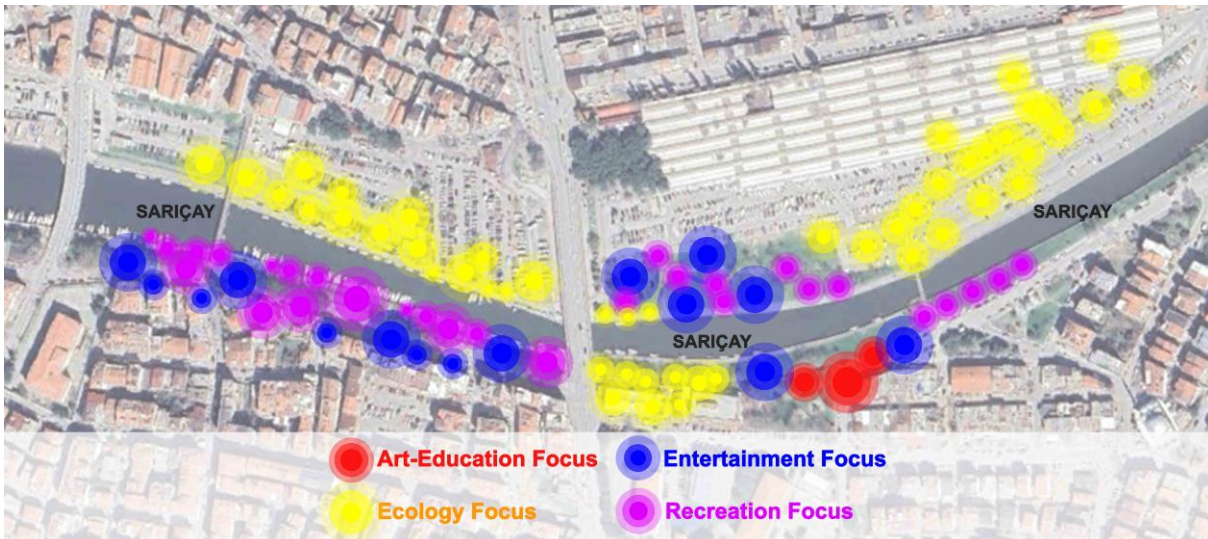 SARIÇAY
SARIÇAY
SARIÇAY
Art-Education Focus
Entertainment Focus
Ecology Focus
Recreation Focus